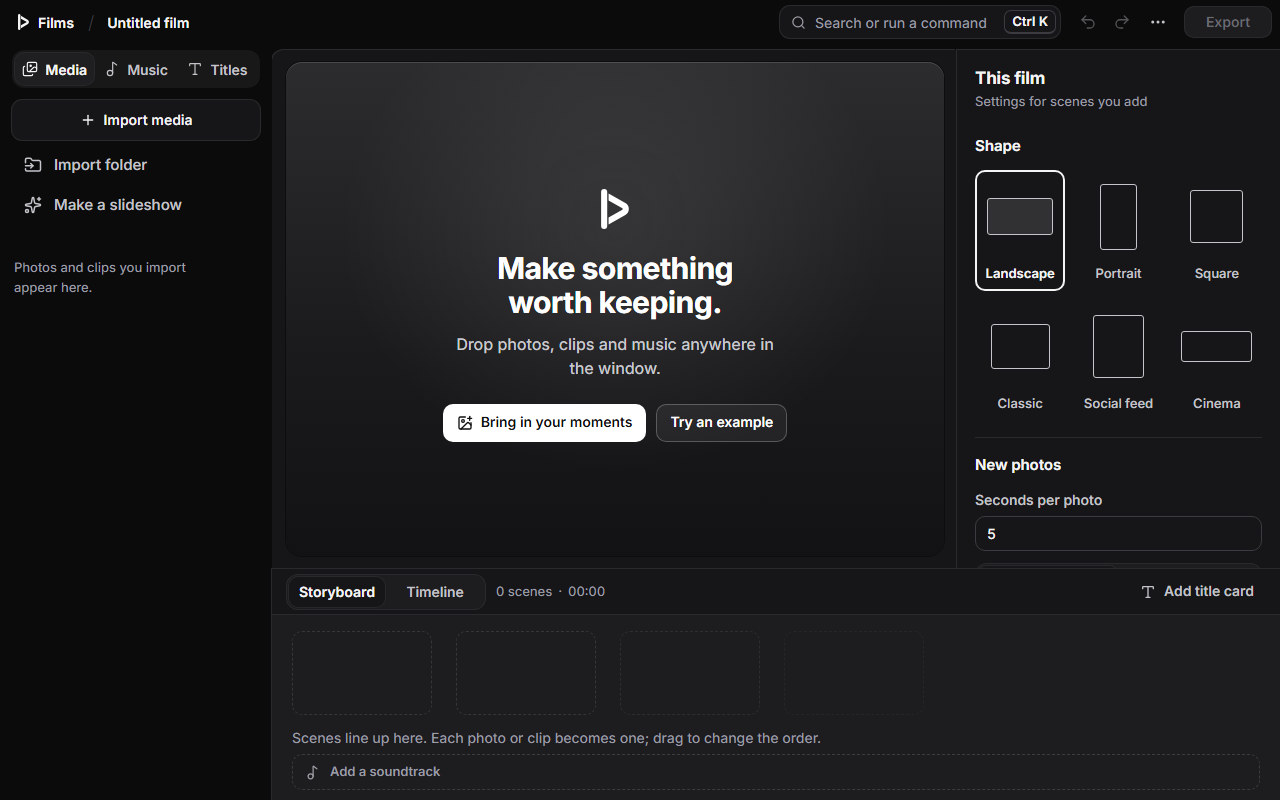 Films / Untitled film
Search or run a command Ctrl K
Export
Media Music Titles
Import media
Import folder
Make a slideshow
Photos and clips you import
appear here.
Make something
worth keeping.
Drop photos, clips and music anywhere in
the window.
Bring in your moments Try an example
This film
Settings for scenes you add
Shape
Landscape Portrait Square
Classic Social feed Cinema
New photos
Seconds per photo
5
Storyboard Timeline 0 scenes · 00:00
Add title card
Scenes line up here. Each photo or clip becomes one; drag to change the order.
Add a soundtrack